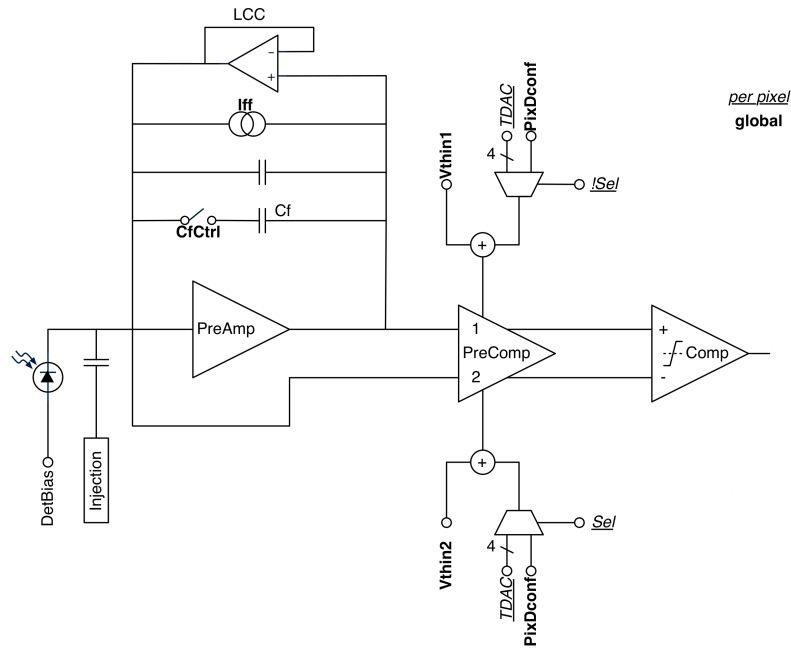 LCC
-
+
Iff
Cf
CfCtrl
PreAmp
DetBias
Injection
Vthin1
TDAC
PixDconf
4
!Sel
+
1
PreComp
2
+
Comp
-
+
Vthin2
4
TDAC
PixDconf
Sel
per pixel
global